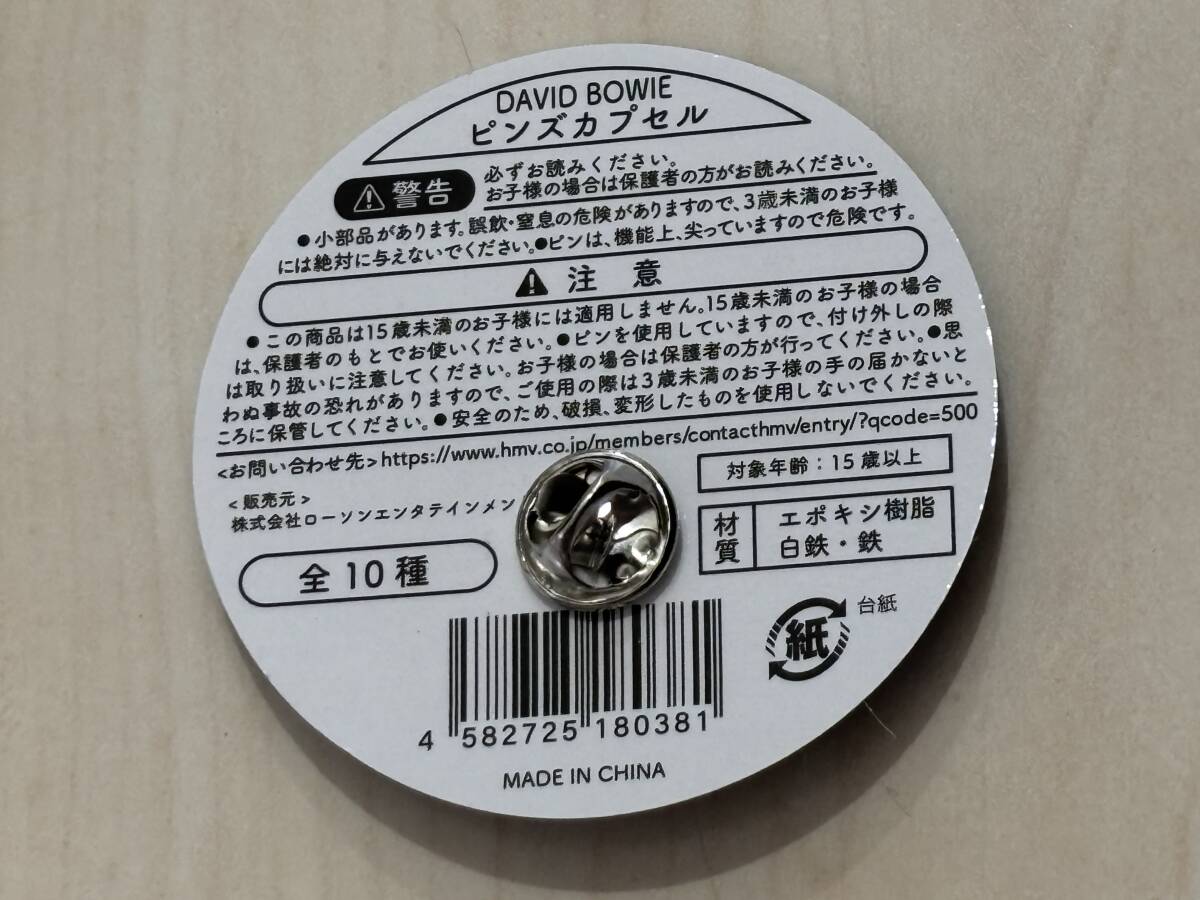 DAVID BOWIE
ピンズカプセル
警告
必ずお読みください。
お子様の場合は保護者の方がお読みください。
●小部品があります。誤飲・窒息の危険がありますので、3歳未満のお子様
には絶対に与えないでください。●ピンは、機能上、尖っていますので危険です。
注 意
●この商品は15歳未満のお子様には適用しません。15歳未満のお子様の場合
は、保護者のもとでお使いください。●ピンを使用していますので、付け外しの際
は取り扱いに注意してください。お子様の場合は保護者の方が行ってください。●思
わぬ事故の恐れがありますので、ご使用の際は3歳未満のお子様の手の届かないと
ころに保管してください。●安全のため、破損、変形したものを使用しないでください。
<お問い合わせ先>https://www.hmv.co.jp/members/contacthmv/entry/?qcode=500
<販売元>
株式会社ローソンエンタテインメン
対象年齢:15歳以上
材質
エポキシ樹脂
白鉄・鉄
全10種
紙
台紙
4 582725 180381
MADE IN CHINA